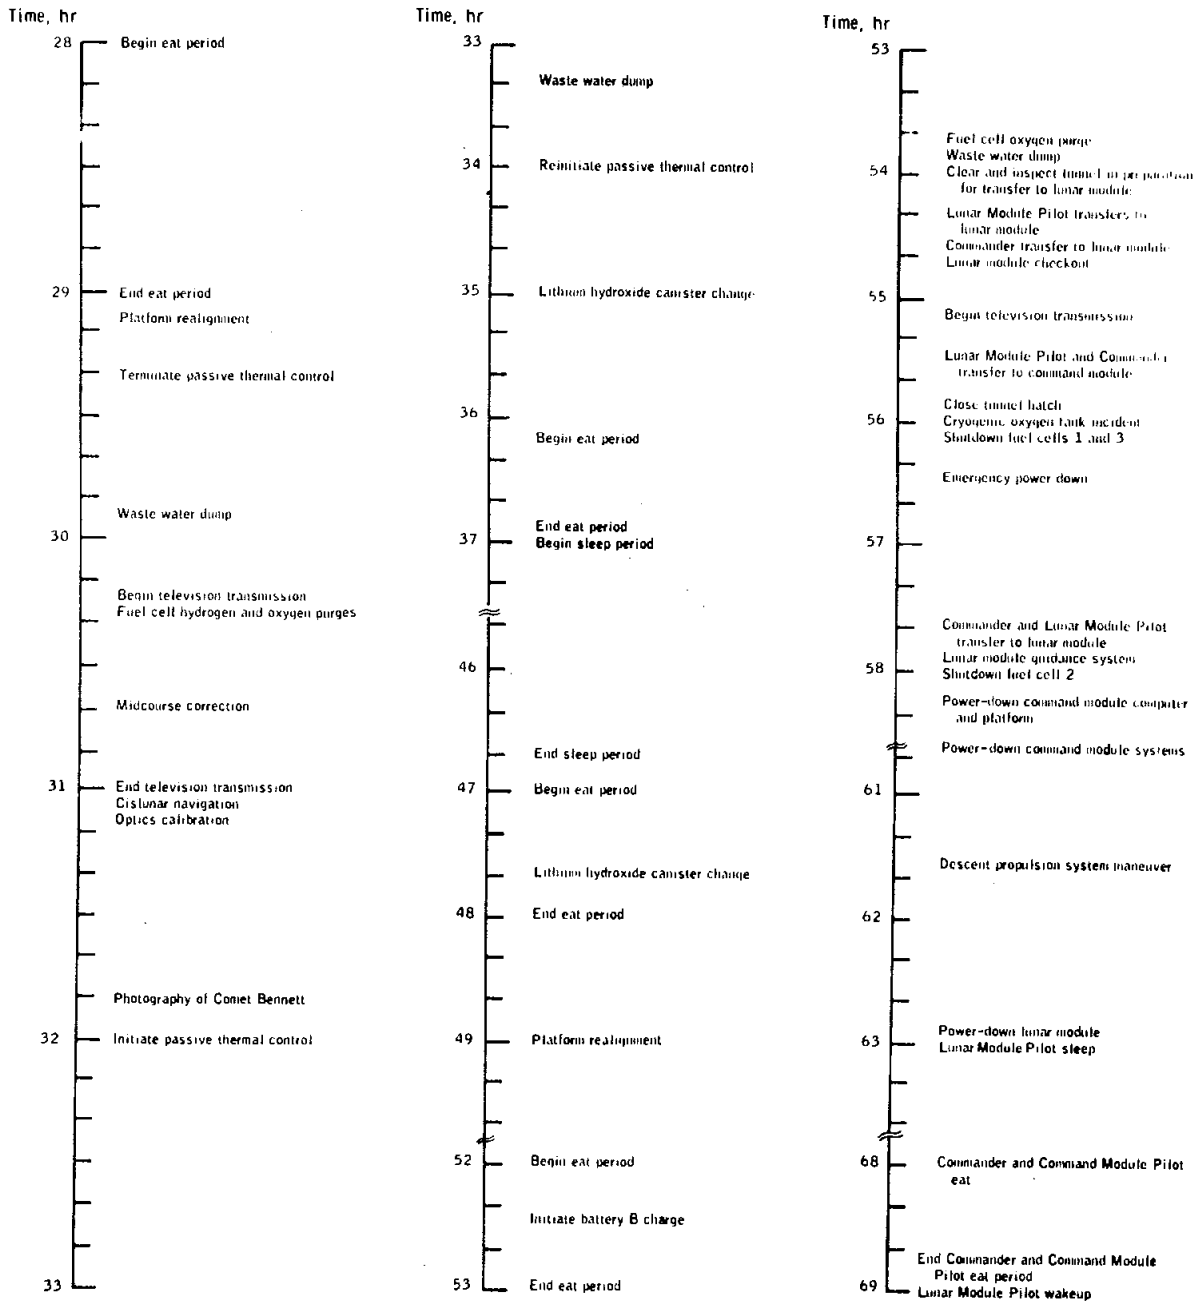 Time, hr
28
Begin eat period
29
End eat period
Platform realignment
Terminate passive thermal control
Waste water dump
30
Begin television transmission
Fuel cell hydrogen and oxygen purges
Midcourse correction
31
End television transmission
Cislunar navigation
Optics calibration
Photography of Comet Bennett
32
Initiate passive thermal control
33
Time, hr
33
Waste water dump
34
Reinitiate passive thermal control
35
Lithium hydroxide canister change
36
Begin eat period
End eat period
37
Begin sleep period
46
End sleep period
47
Begin eat period
Lithium hydroxide canister change
48
End eat period
49
Platform realignment
52
Begin eat period
Initiate battery B charge
53
End eat period
Time, hr
53
Fuel cell oxygen purge
Waste water dump
54
Clear and inspect tunnel in preparation
for transfer to lunar module
Lunar Module Pilot transfers to
lunar module
Commander transfer to lunar module
Lunar module checkout
55
Begin television transmission
Lunar Module Pilot and Commander
transfer to command module
Close tunnel hatch
56
Cryogenic oxygen tank incident
Shutdown fuel cells 1 and 3
Emergency power down
57
Commander and Lunar Module Pilot
transfer to lunar module
Lunar module guidance system
58
Shutdown fuel cell 2
Power-down command module computer
and platform
Power-down command module systems
61
Descent propulsion system maneuver
62
Power-down lunar module
63
Lunar Module Pilot sleep
68
Commander and Command Module Pilot
eat
End Commander and Command Module
Pilot eat period
69
Lunar Module Pilot wakeup